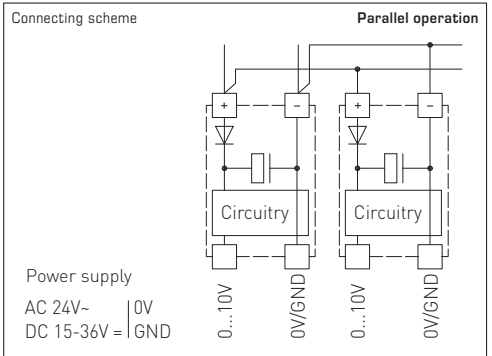 Connecting scheme
Parallel operation
+ − + −
Circuitry Circuitry
0...10V
0V/GND
0...10V
0V/GND
Power supply
AC 24V~ | 0V
DC 15-36V = | GND